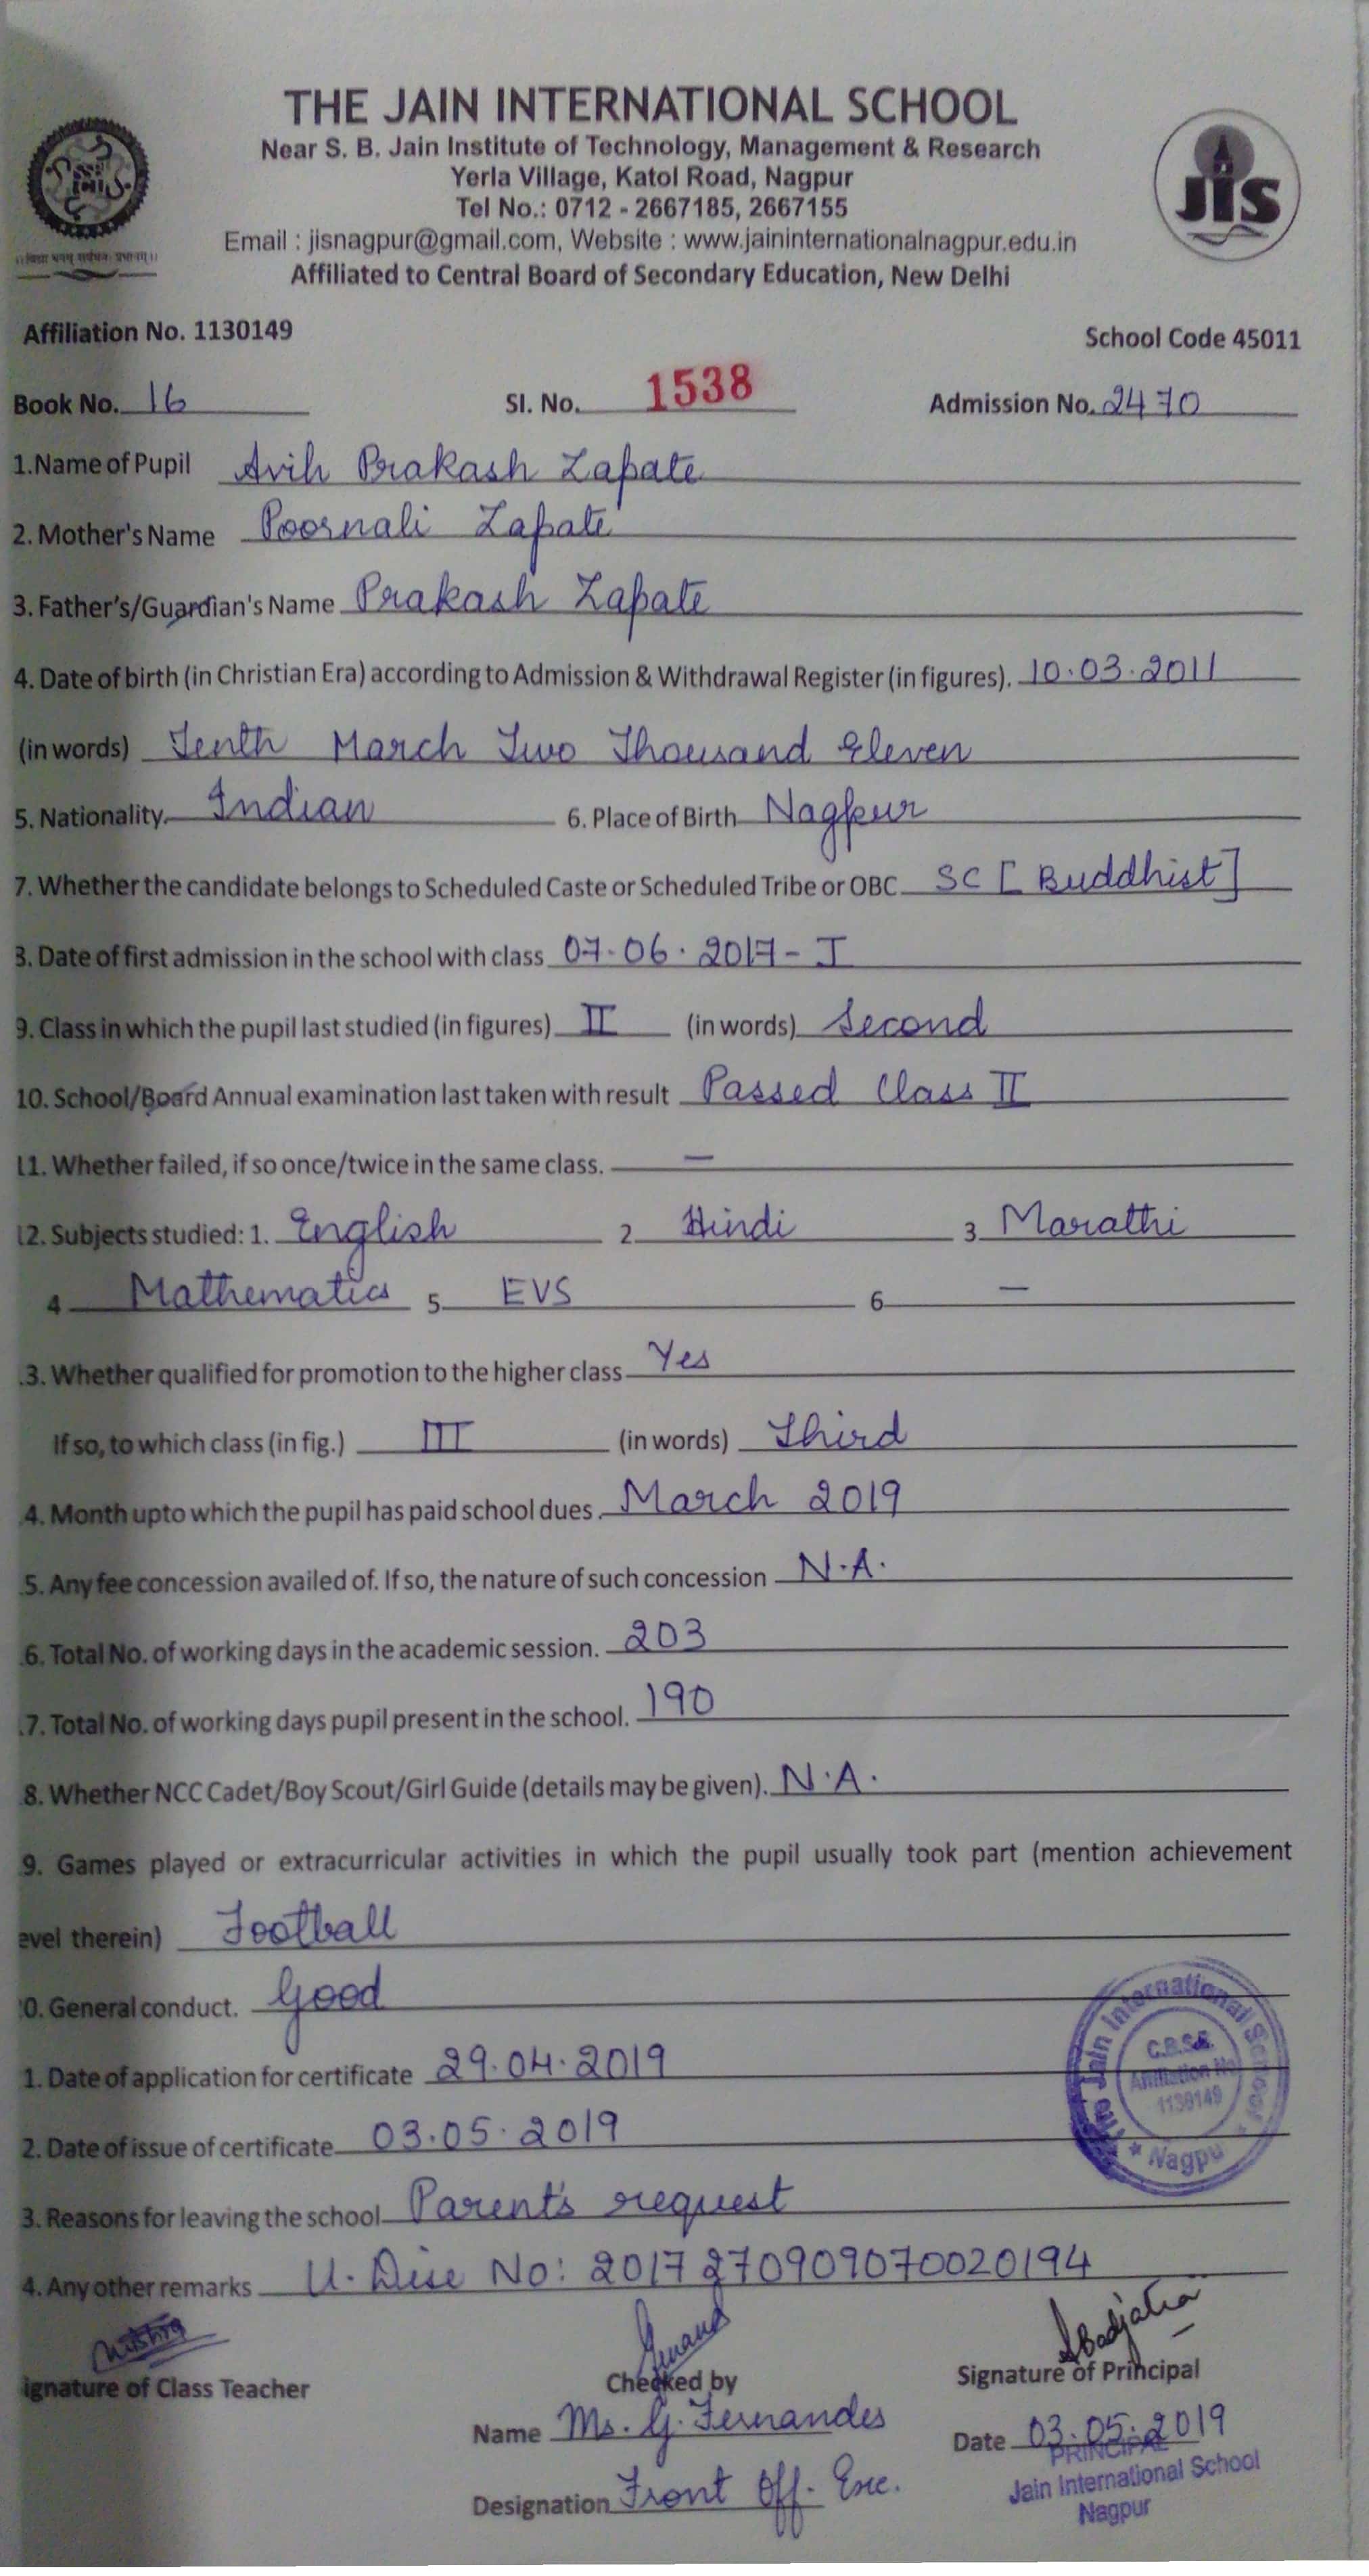 THE JAIN INTERNATIONAL SCHOOL
Near S. B. Jain Institute of Technology, Management & Research
Yerla Village, Katol Road, Nagpur
Tel No.: 0712 - 2667185, 2667155
Email : jisnagpur@gmail.com, Website : www.jaininternationalnagpur.edu.in
Affiliated to Central Board of Secondary Education, New Delhi
JIS
Affiliation No. 1130149 School Code 45011
Book No. 16 Sl. No. 1538 Admission No. 2470
1.Name of Pupil Avih Prakash Zapate
2. Mother's Name Poornali Zapate
3. Father's/Guardian's Name Prakash Zapate
4. Date of birth (in Christian Era) according to Admission & Withdrawal Register (in figures). 10.03.2011
(in words) Tenth March Two Thousand Eleven
5. Nationality. Indian 6. Place of Birth Nagpur
7. Whether the candidate belongs to Scheduled Caste or Scheduled Tribe or OBC SC [Buddhist]
8. Date of first admission in the school with class 07.06.2017 - I
9. Class in which the pupil last studied (in figures) II (in words) Second
10. School/Board Annual examination last taken with result Passed Class II
11. Whether failed, if so once/twice in the same class. —
12. Subjects studied: 1. English 2 Hindi 3 Marathi
4 Mathematics 5 EVS 6 —
.3. Whether qualified for promotion to the higher class Yes
If so, to which class (in fig.) III (in words) Third
.4. Month upto which the pupil has paid school dues. March 2019
.5. Any fee concession availed of. If so, the nature of such concession N.A.
.6. Total No. of working days in the academic session. 203
.7. Total No. of working days pupil present in the school. 190
8. Whether NCC Cadet/Boy Scout/Girl Guide (details may be given). N.A.
9. Games played or extracurricular activities in which the pupil usually took part (mention achievement
evel therein) Football
0. General conduct. Good
1. Date of application for certificate 29.04.2019
2. Date of issue of certificate 03.05.2019
The Jain International School
C.B.S.E.
Affiliation No
1130149
* Nagpu
3. Reasons for leaving the school Parent's request
4. Any other remarks U. Dise No: 2017270909070020194
ignature of Class Teacher Checked by Signature of Principal
Name Ms. G. Fernandes Date 03.05.2019
PRINCIPAL
Designation Front Off. Exe. Jain International School
Nagpur